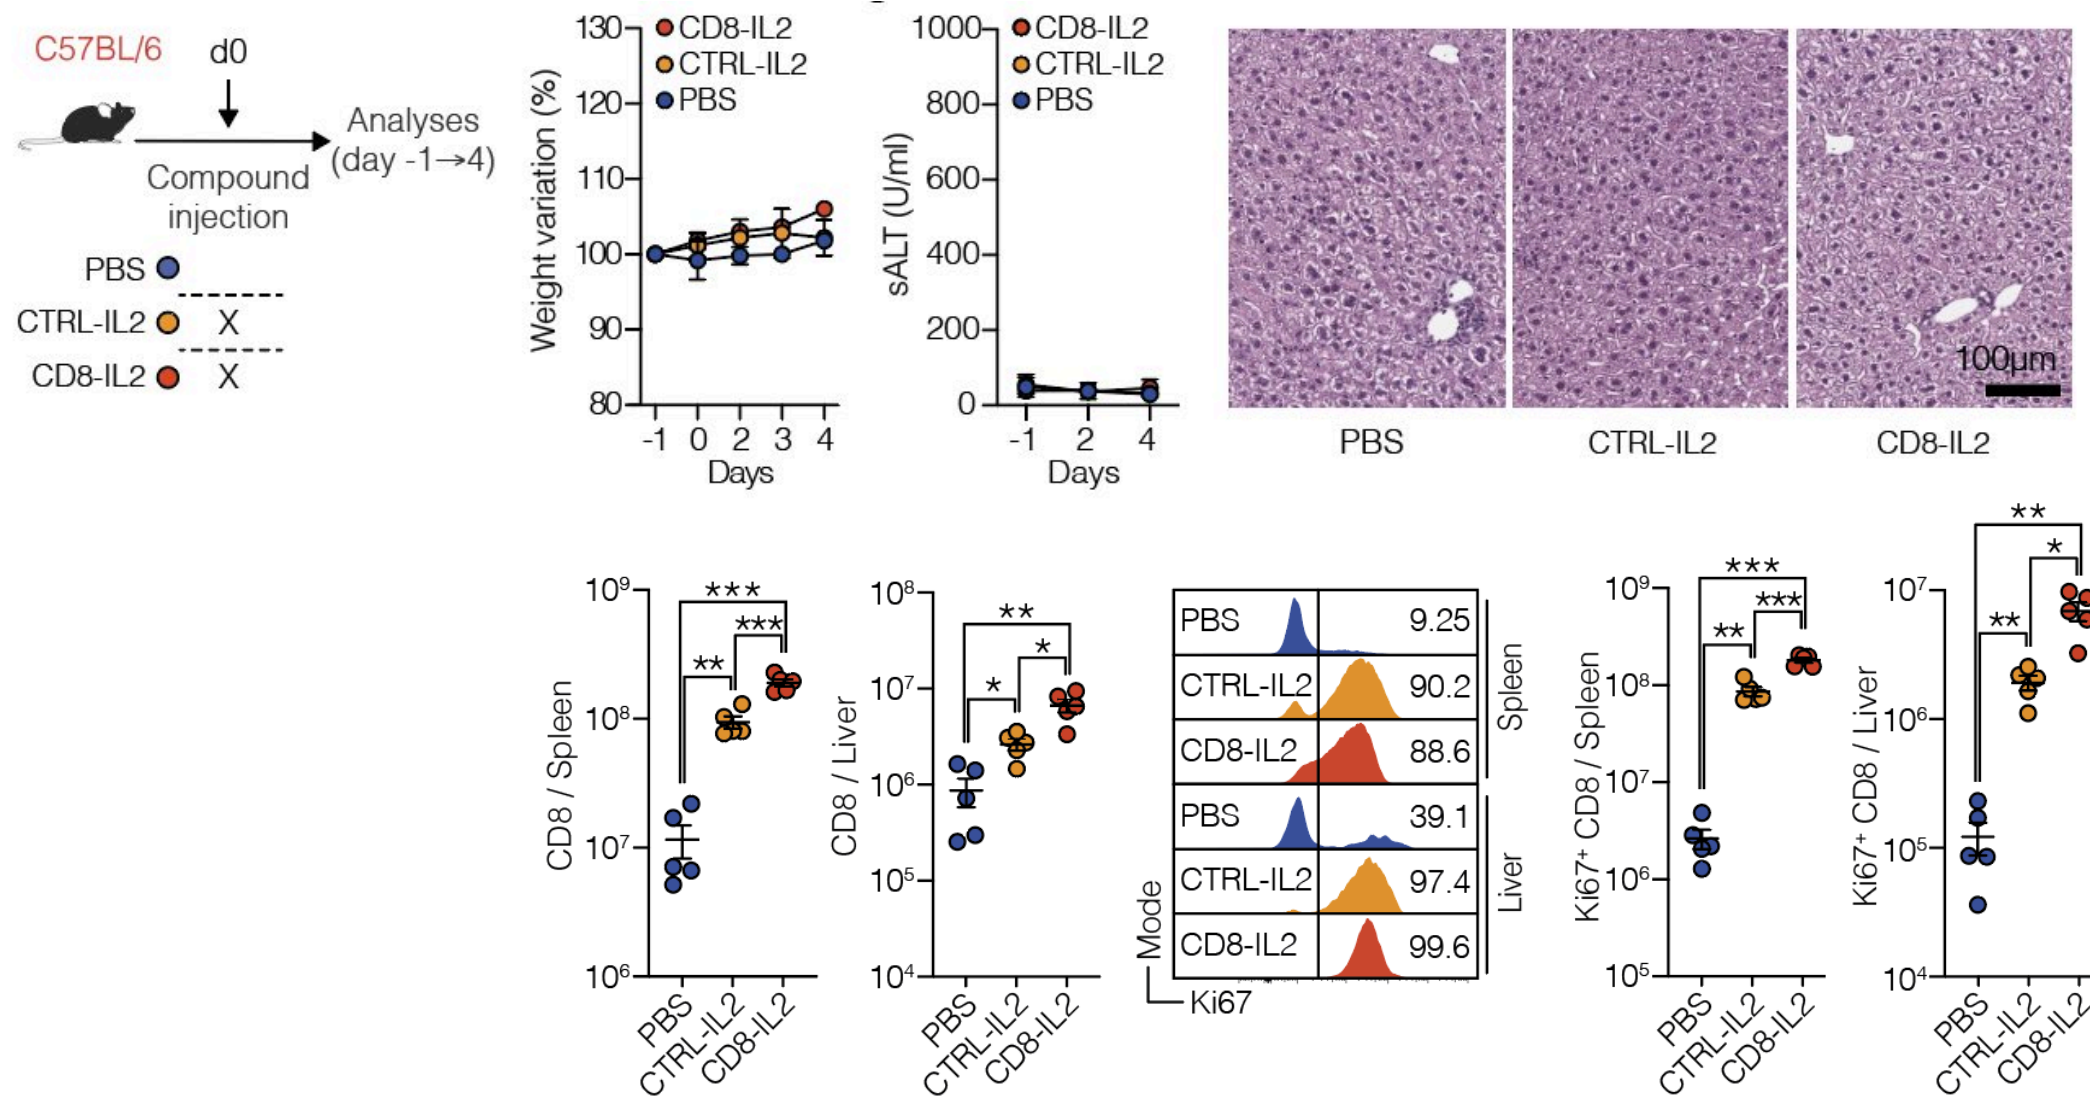 C57BL/6
d0
Analyses
(day -1→4)
Compound
injection
PBS
CTRL-IL2 X
CD8-IL2 X
Weight variation (%)
130
120
110
100
90
80
CD8-IL2
CTRL-IL2
PBS
-1 0 2 3 4
Days
sALT (U/ml)
1000
800
600
400
200
0
CD8-IL2
CTRL-IL2
PBS
-1 2 4
Days
100µm
PBS CTRL-IL2 CD8-IL2
CD8 / Spleen
10⁹
10⁸
10⁷
10⁶
***
***
**
PBS
CTRL-IL2
CD8-IL2
CD8 / Liver
10⁸
10⁷
10⁶
10⁵
10⁴
**
*
*
PBS
CTRL-IL2
CD8-IL2
PBS 9.25
CTRL-IL2 90.2
CD8-IL2 88.6
Spleen
PBS 39.1
CTRL-IL2 97.4
CD8-IL2 99.6
Liver
Mode
Ki67
Ki67⁺ CD8 / Spleen
10⁹
10⁸
10⁷
10⁶
10⁵
***
***
**
PBS
CTRL-IL2
CD8-IL2
Ki67⁺ CD8 / Liver
10⁷
10⁶
10⁵
10⁴
**
*
**
PBS
CTRL-IL2
CD8-IL2